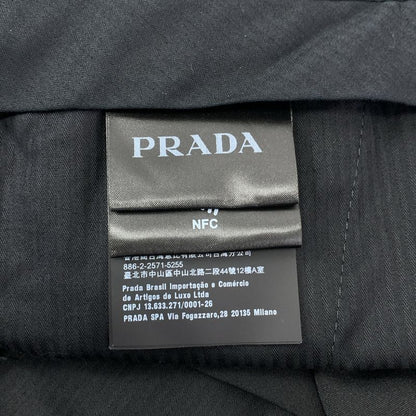 PRADA
NFC
886-2-2571-5255
臺北市中山區中山北路二段44號12樓A室
Prada Brasil Importação e Comércio
de Artigos de Luxo Ltda
CNPJ 13.633.271/0001-26
PRADA SPA Via Fogazzaro,28 20135 Milano